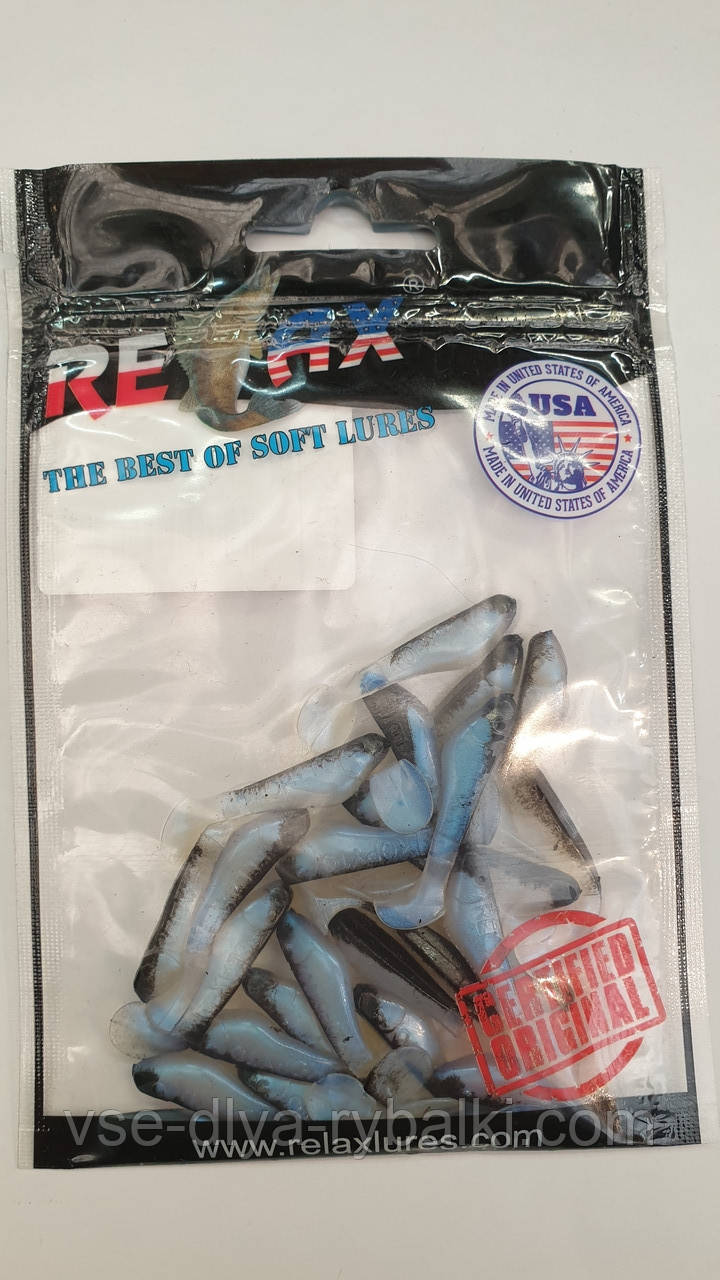 RELAX®
THE BEST OF SOFT LURES
MADE IN UNITED STATES OF AMERICA
USA
MADE IN UNITED STATES OF AMERICA
CERTIFIED
ORIGINAL
vse-dlya-rybalki.com
www.relaxlures.com